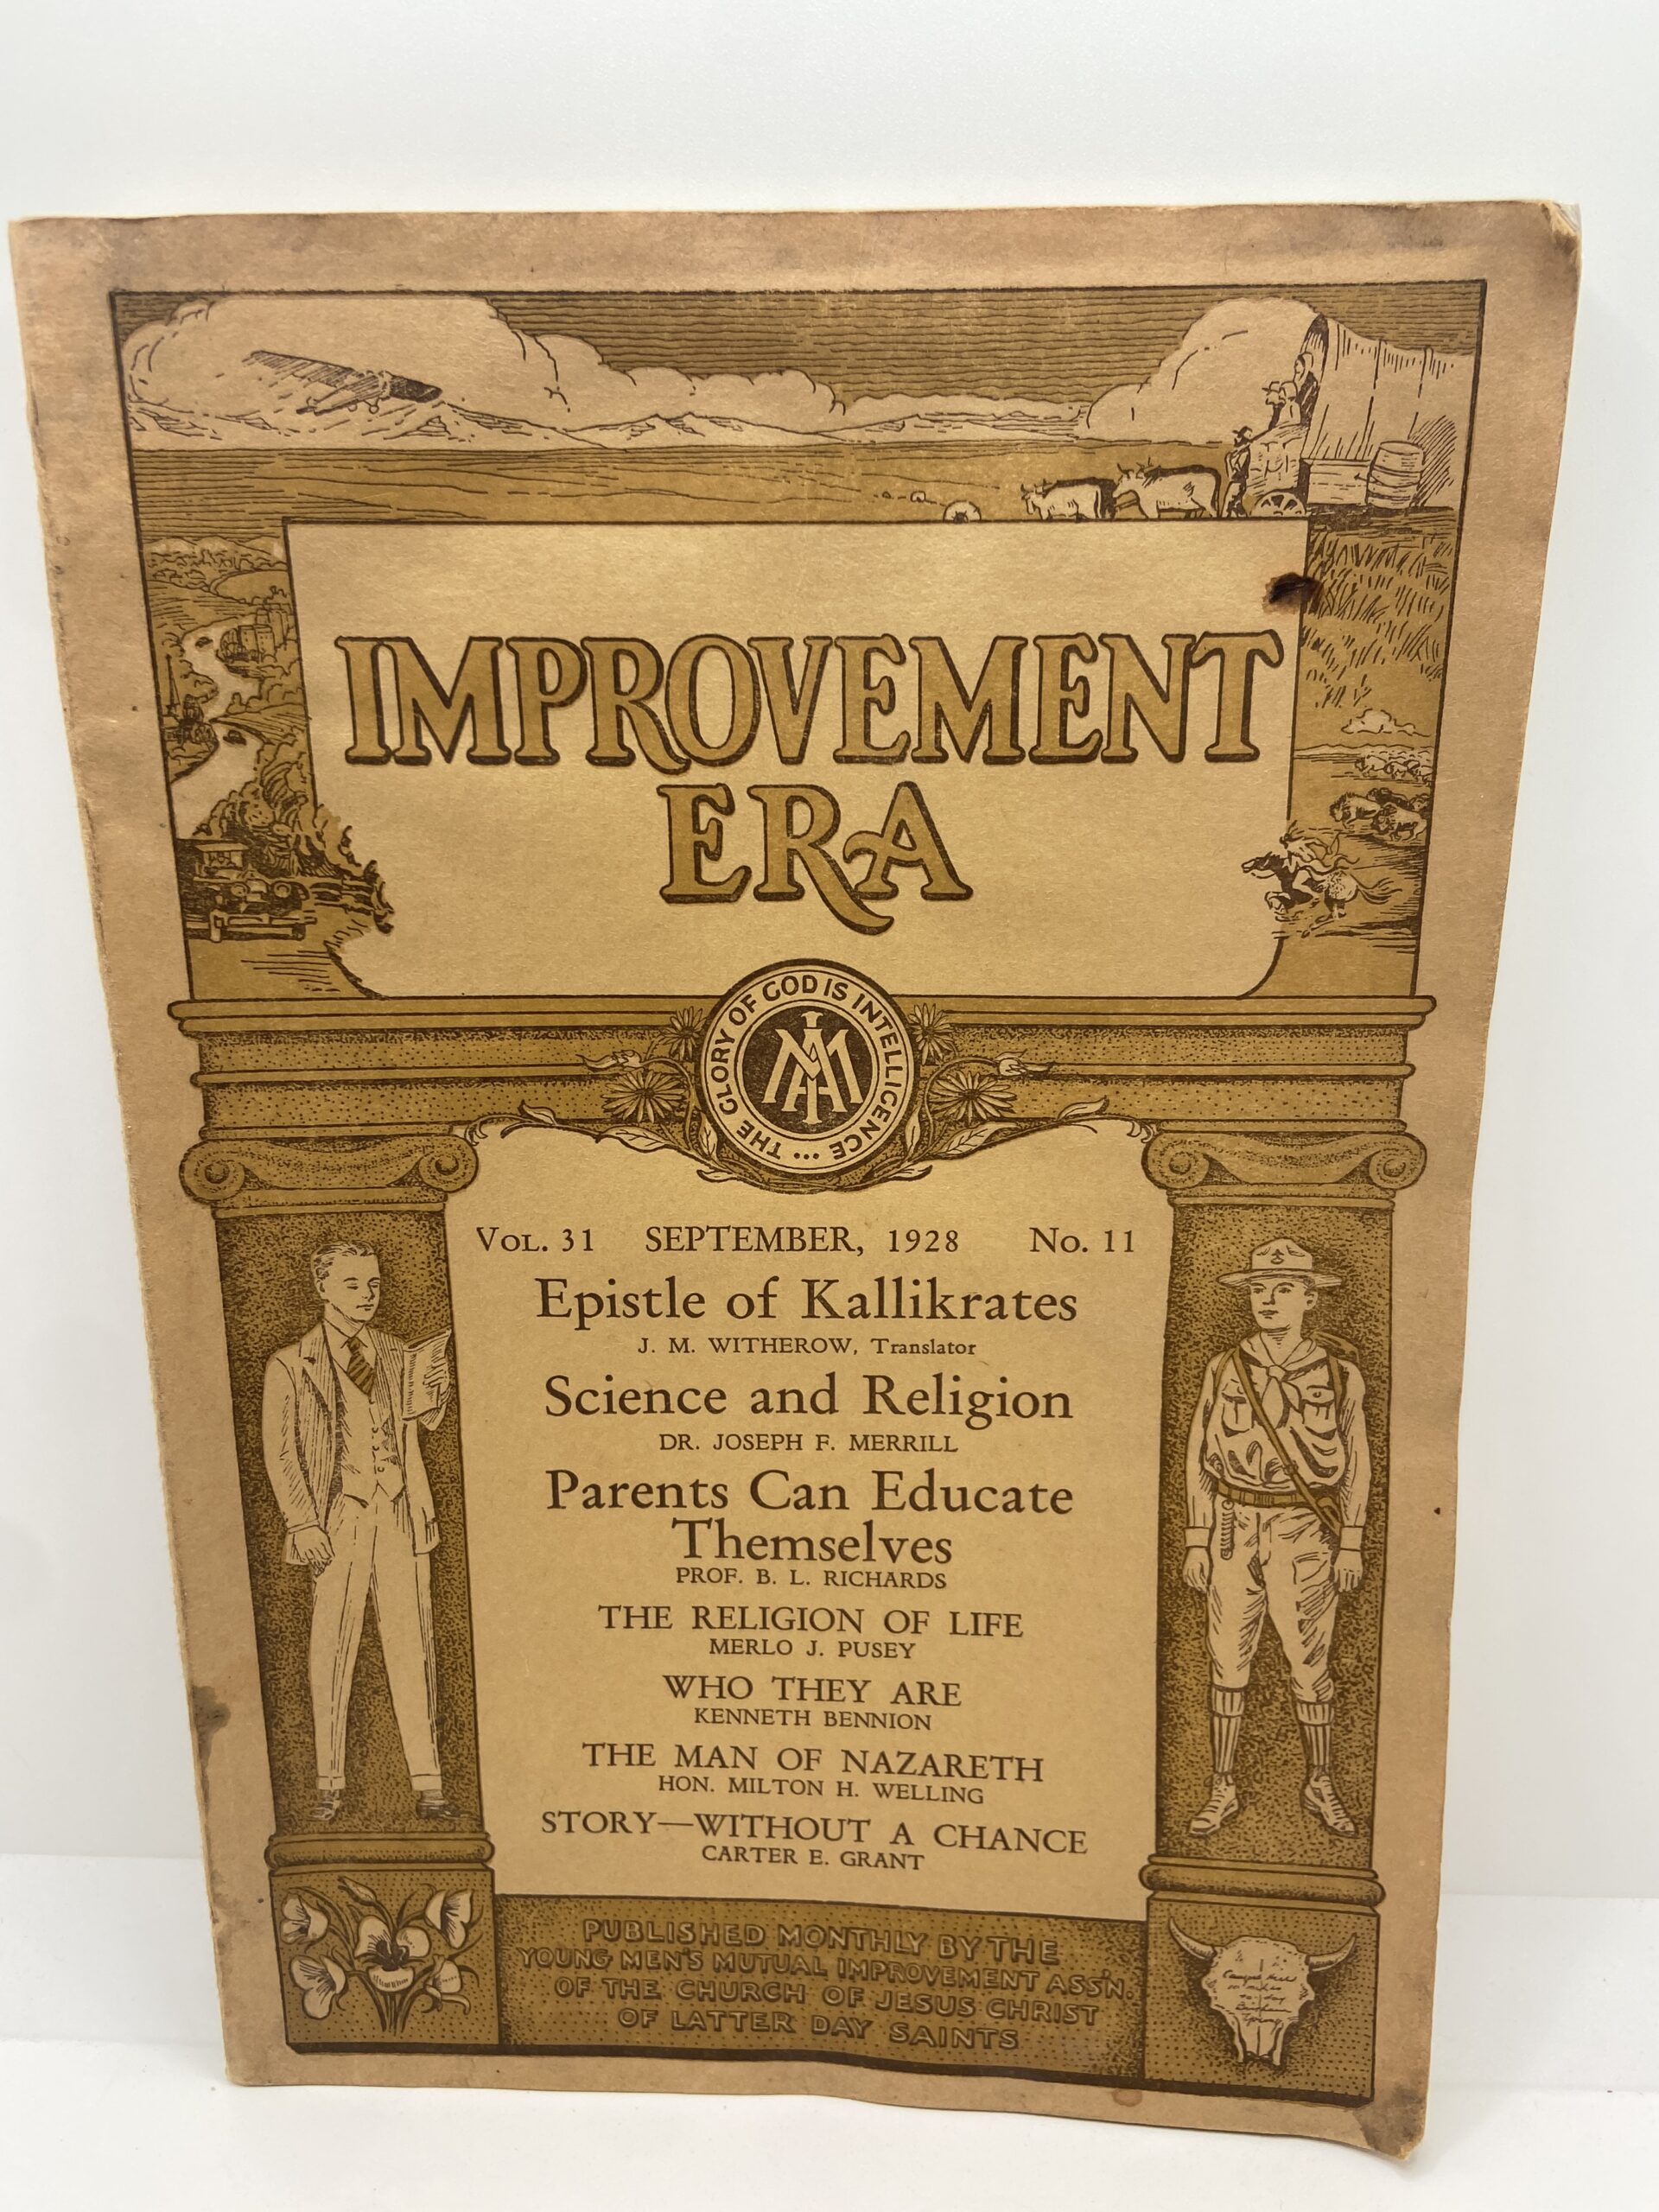 IMPROVEMENT
ERA
THE GLORY OF GOD IS INTELLIGENCE ...
MIA
VOL. 31 SEPTEMBER, 1928 No. 11
Epistle of Kallikrates
J. M. WITHEROW, Translator
Science and Religion
DR. JOSEPH F. MERRILL
Parents Can Educate
Themselves
PROF. B. L. RICHARDS
THE RELIGION OF LIFE
MERLO J. PUSEY
WHO THEY ARE
KENNETH BENNION
THE MAN OF NAZARETH
HON. MILTON H. WELLING
STORY—WITHOUT A CHANCE
CARTER E. GRANT
PUBLISHED MONTHLY BY THE
YOUNG MEN'S MUTUAL IMPROVEMENT ASS'N.
OF THE CHURCH OF JESUS CHRIST
OF LATTER DAY SAINTS